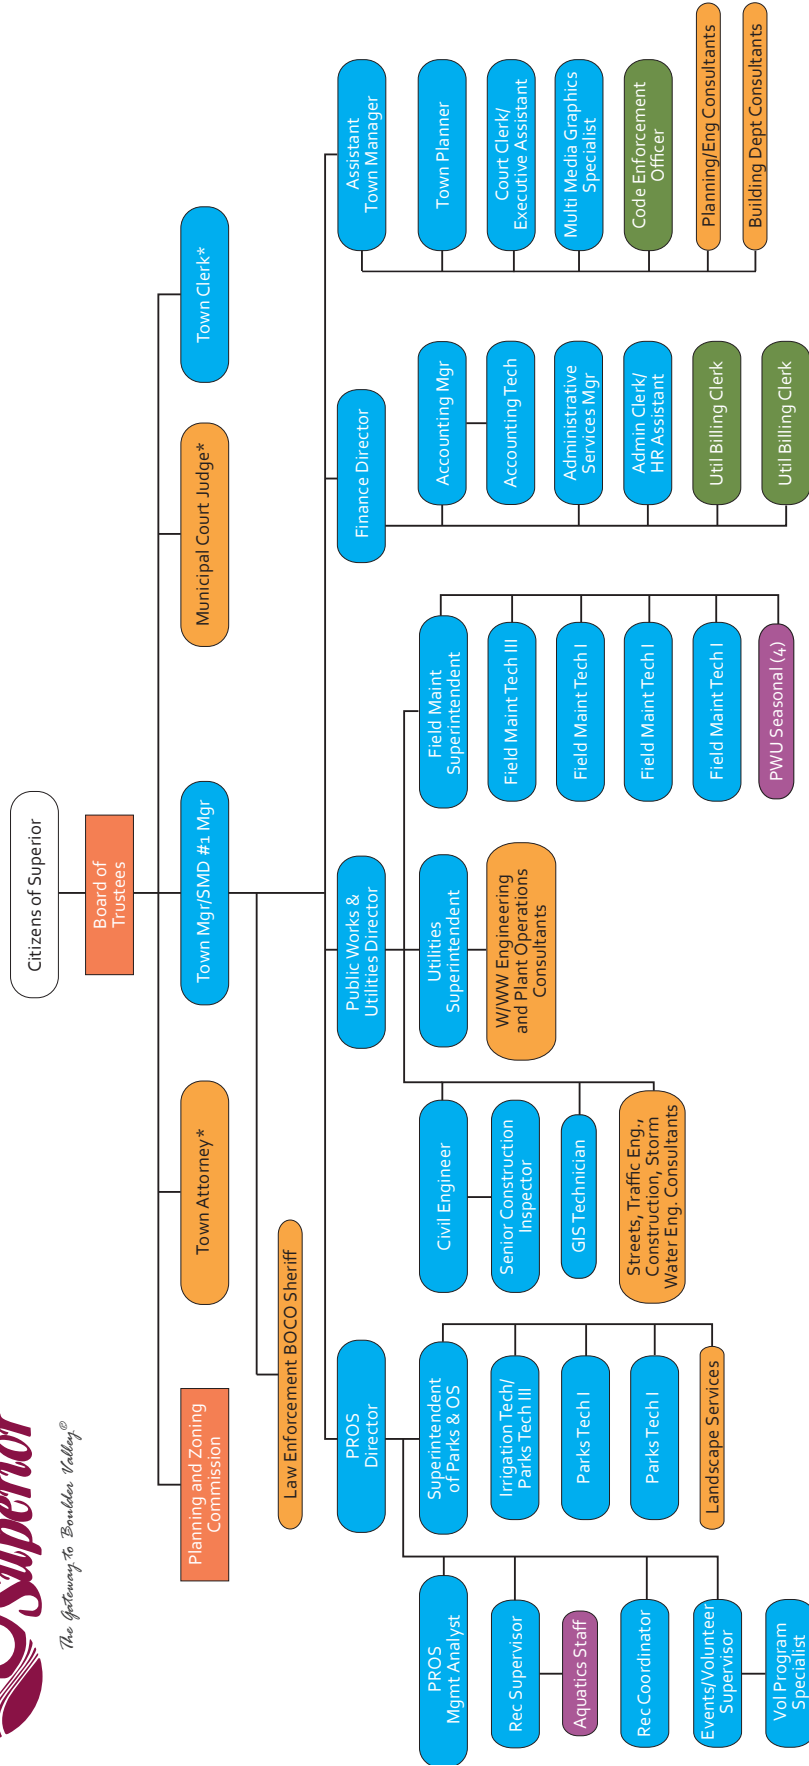 Superior
The Gateway to Boulder Valley©
Citizens of Superior
Board of
Trustees
Planning and Zoning
Commission
Town Attorney*
Town Mgr/SMD #1 Mgr
Municipal Court Judge*
Town Clerk*
Law Enforcement BOCO Sheriff
PROS
Director
Public Works &
Utilities Director
Finance Director
Assistant
Town Manager
PROS
Mgmt Analyst
Rec Supervisor
Aquatics Staff
Rec Coordinator
Events/Volunteer
Supervisor
Vol Program
Specialist
Superintendent
of Parks & OS
Irrigation Tech/
Parks Tech III
Parks Tech I
Parks Tech I
Landscape Services
Civil Engineer
Senior Construction
Inspector
GIS Technician
Streets, Traffic Eng.,
Construction, Storm
Water Eng. Consultants
Utilities
Superintendent
W/WW Engineering
and Plant Operations
Consultants
Field Maint
Superintendent
Field Maint Tech III
Field Maint Tech I
Field Maint Tech I
Field Maint Tech I
PWU Seasonal (4)
Accounting Mgr
Accounting Tech
Administrative
Services Mgr
Admin Clerk/
HR Assistant
Util Billing Clerk
Util Billing Clerk
Town Planner
Court Clerk/
Executive Assistant
Multi Media Graphics
Specialist
Code Enforcement
Officer
Planning/Eng Consultants
Building Dept Consultants